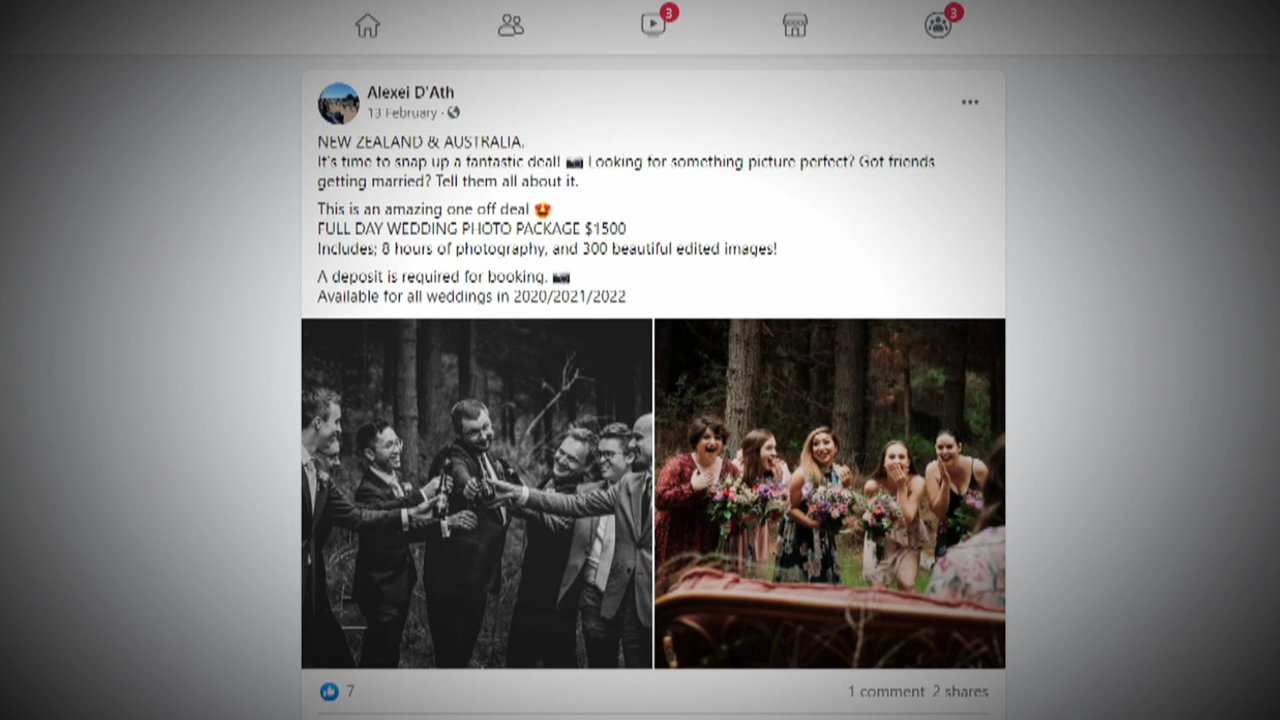 3
3
Alexei D'Ath
13 February ·
NEW ZEALAND & AUSTRALIA,
It's time to snap up a fantastic deal! 📷 Looking for something picture perfect? Got friends
getting married? Tell them all about it.
This is an amazing one off deal 😍
FULL DAY WEDDING PHOTO PACKAGE $1500
Includes; 8 hours of photography, and 300 beautiful edited images!
A deposit is required for booking. 📷
Available for all weddings in 2020/2021/2022
7
1 comment 2 shares